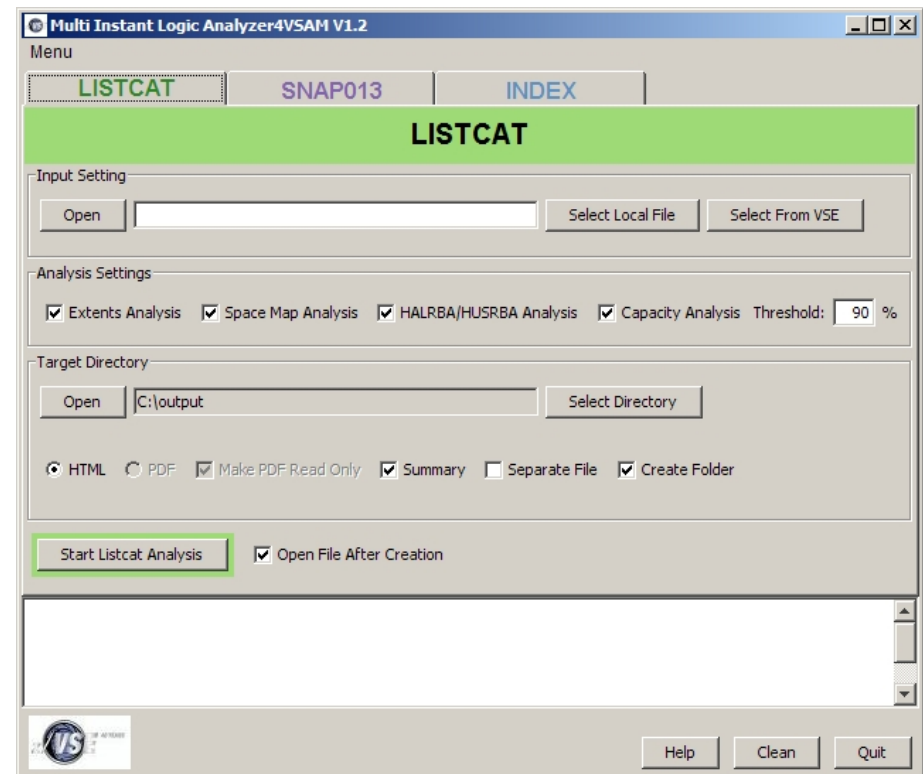 Multi Instant Logic Analyzer4VSAM V1.2
Menu
LISTCAT SNAP013 INDEX
LISTCAT
Input Setting
Open Select Local File Select From VSE
Analysis Settings
Extents Analysis Space Map Analysis HALRBA/HUSRBA Analysis Capacity Analysis Threshold: 90 %
Target Directory
Open C:\output Select Directory
HTML PDF Make PDF Read Only Summary Separate File Create Folder
Start Listcat Analysis Open File After Creation
VSE
Help Clean Quit